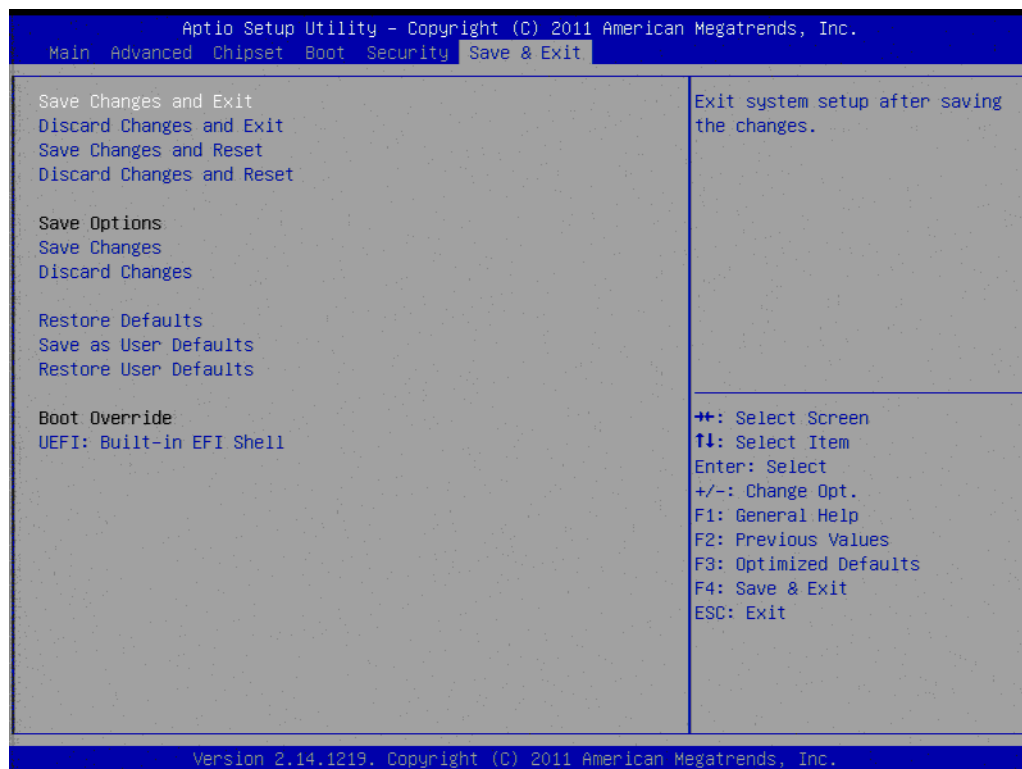 Aptio Setup Utility – Copyright (C) 2011 American Megatrends, Inc.
Main Advanced Chipset Boot Security Save & Exit
Save Changes and Exit
Discard Changes and Exit
Save Changes and Reset
Discard Changes and Reset
Save Options
Save Changes
Discard Changes
Restore Defaults
Save as User Defaults
Restore User Defaults
Boot Override
UEFI: Built-in EFI Shell
Exit system setup after saving
the changes.
→←: Select Screen
↑↓: Select Item
Enter: Select
+/-: Change Opt.
F1: General Help
F2: Previous Values
F3: Optimized Defaults
F4: Save & Exit
ESC: Exit
Version 2.14.1219. Copyright (C) 2011 American Megatrends, Inc.